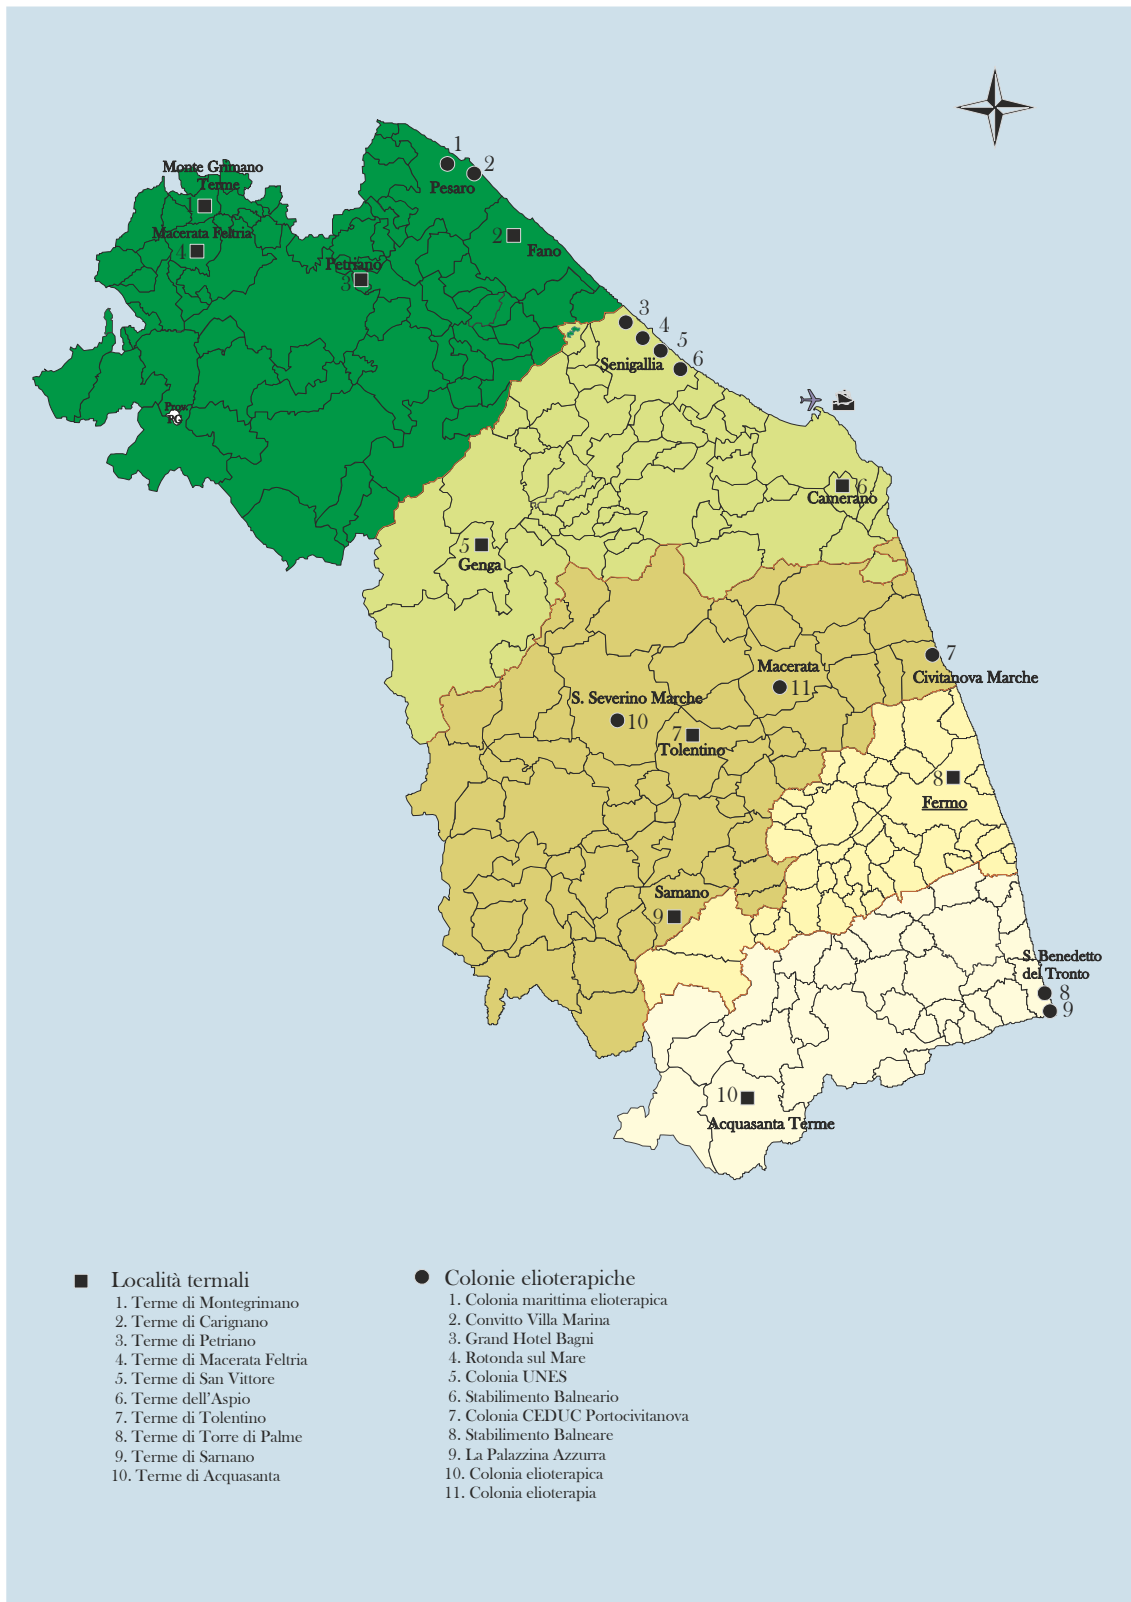 1
2
Monte Grimano
Terme
1
Pesaro
Macerata Feltria
4
2
Fano
Petriano
3
3
4
5
6
Senigallia
Prov.
PG
6
Camerano
5
Genga
7
Civitanova Marche
Macerata
11
S. Severino Marche
10
7
Tolentino
8
Fermo
Sarnano
9
S. Benedetto
del Tronto
8
9
10
Acquasanta Terme
Località termali
1. Terme di Montegrimano
2. Terme di Carignano
3. Terme di Petriano
4. Terme di Macerata Feltria
5. Terme di San Vittore
6. Terme dell'Aspio
7. Terme di Tolentino
8. Terme di Torre di Palme
9. Terme di Sarnano
10. Terme di Acquasanta
Colonie elioterapiche
1. Colonia marittima elioterapica
2. Convitto Villa Marina
3. Grand Hotel Bagni
4. Rotonda sul Mare
5. Colonia UNES
6. Stabilimento Balneario
7. Colonia CEDUC Portocivitanova
8. Stabilimento Balneare
9. La Palazzina Azzurra
10. Colonia elioterapica
11. Colonia elioterapia